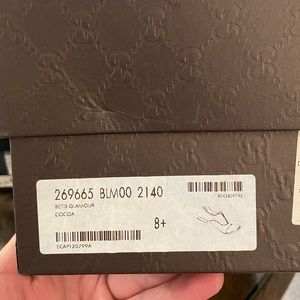 269665 BLM00 2140
BETIS GLAMOUR
COCOA
8+